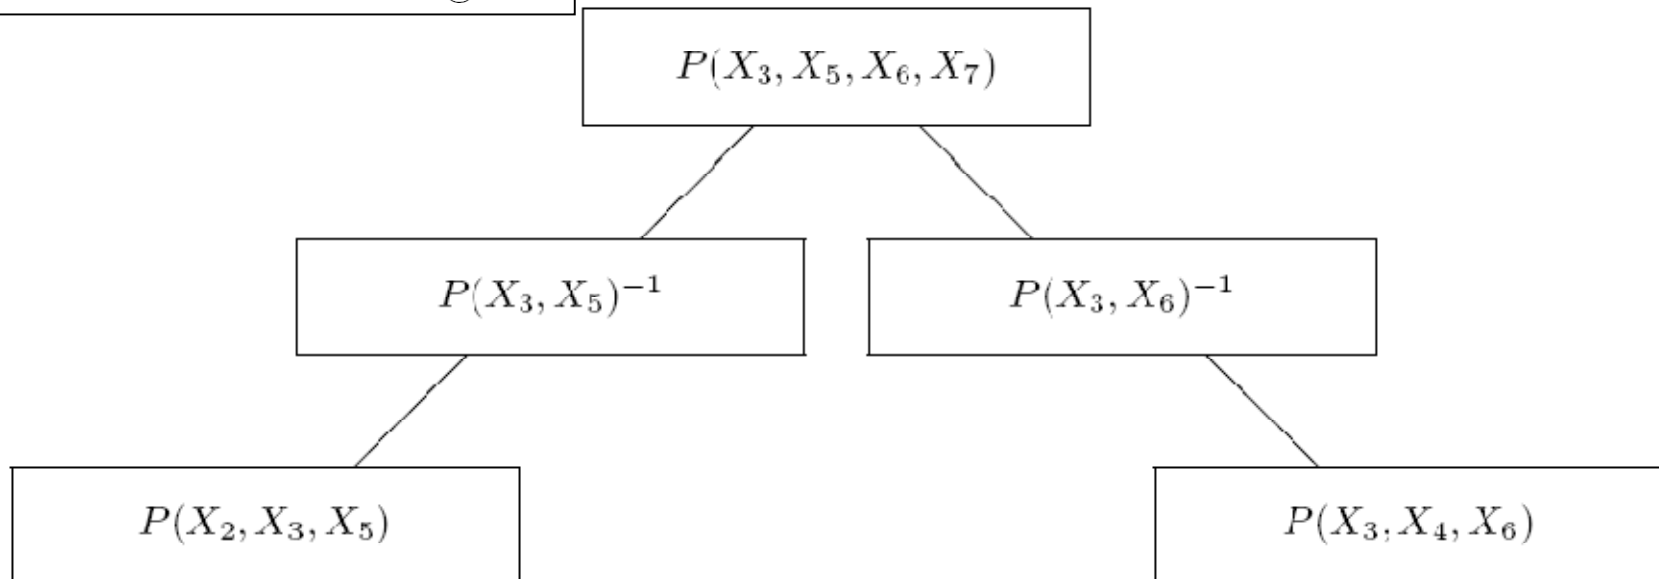 P(X₃, X₅, X₆, X₇)
P(X₃, X₅)⁻¹
P(X₃, X₆)⁻¹
P(X₂, X₃, X₅)
P(X₃, X₄, X₆)